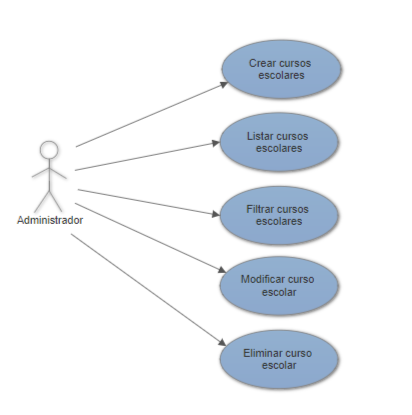 Crear cursos
escolares
Listar cursos
escolares
Administrador
Filtrar cursos
escolares
Modificar curso
escolar
Eliminar curso
escolar